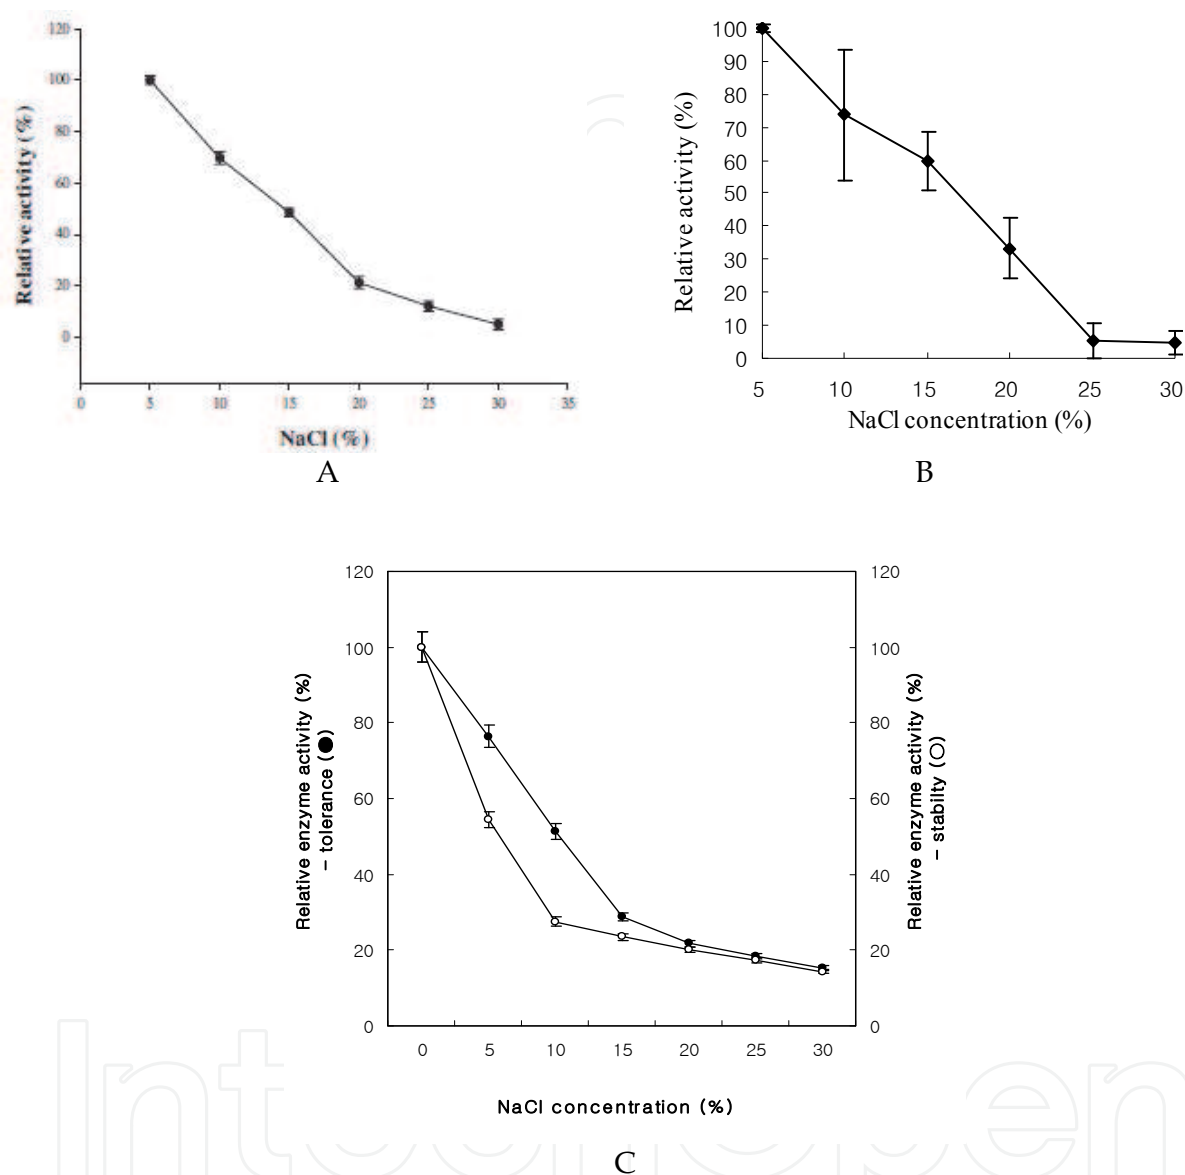 120
100
80
60
40
20
0
Relative activity (%)
0 5 10 15 20 25 30 35
NaCl (%)
A
100
90
80
70
60
50
40
30
20
10
0
Relative activity (%)
5 10 15 20 25 30
NaCl concentration (%)
B
120
100
80
60
40
20
0
Relative enzyme activity (%)
– tolerance (●)
120
100
80
60
40
20
0
Relative enzyme activity (%)
– stabilty (○)
0 5 10 15 20 25 30
NaCl concentration (%)
C
IntechOpen